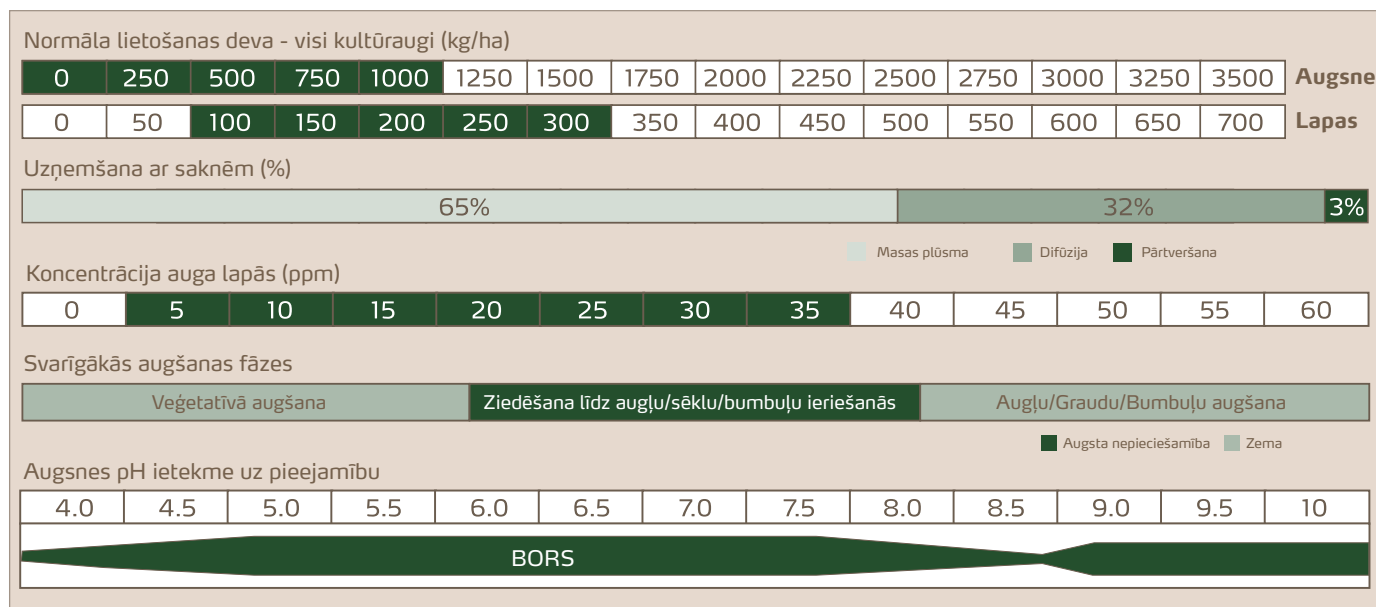 Normāla lietošanas deva - visi kultūraugi (kg/ha)
0 250 500 750 1000 1250 1500 1750 2000 2250 2500 2750 3000 3250 3500 Augsne
0 50 100 150 200 250 300 350 400 450 500 550 600 650 700 Lapas
Uzņemšana ar saknēm (%)
65% 32% 3%
Masas plūsma Difūzija Pārtveršana
Koncentrācija auga lapās (ppm)
0 5 10 15 20 25 30 35 40 45 50 55 60
Svarīgākās augšanas fāzes
Veģetatīvā augšana Ziedēšana līdz augļu/sēklu/bumbuļu ieriešanās Augļu/Graudu/Bumbuļu augšana
Augsta nepieciešamība Zema
Augsnes pH ietekme uz pieejamību
4.0 4.5 5.0 5.5 6.0 6.5 7.0 7.5 8.0 8.5 9.0 9.5 10
BORS